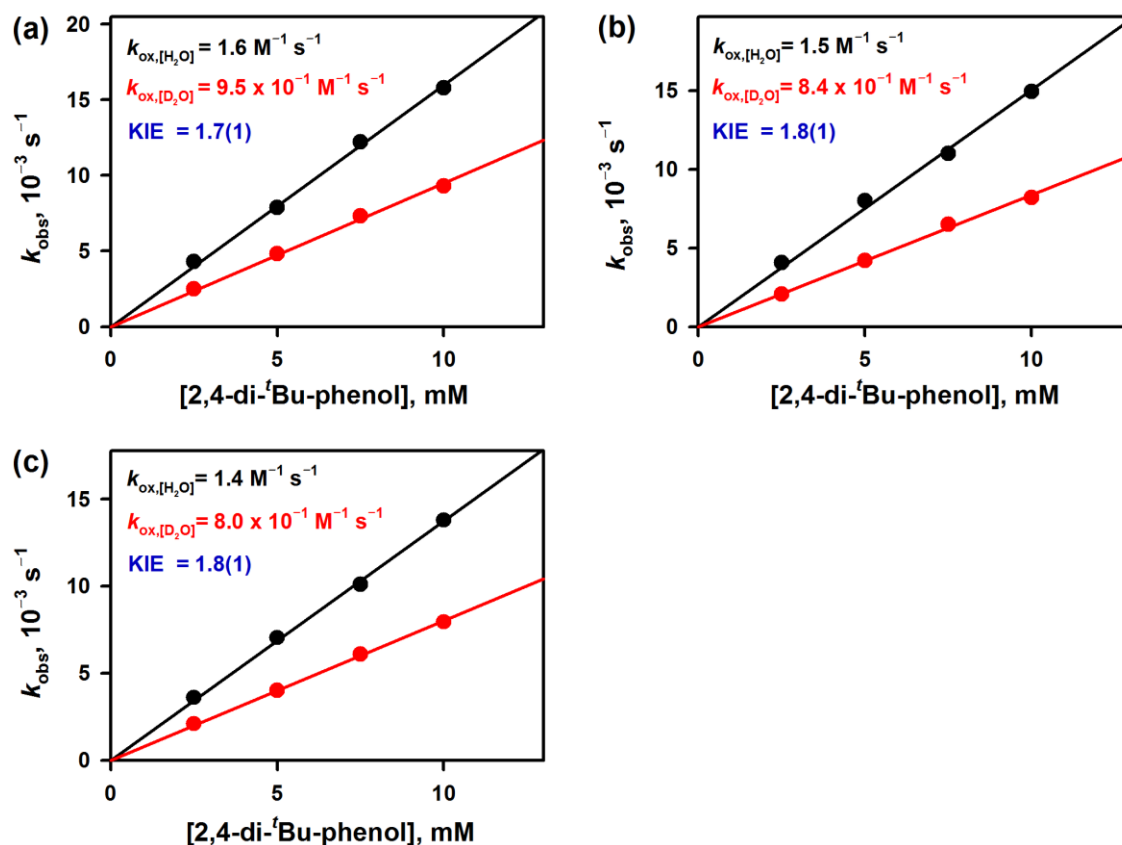 (a)
k_ox,[H₂O] = 1.6 M⁻¹ s⁻¹
k_ox,[D₂O] = 9.5 x 10⁻¹ M⁻¹ s⁻¹
KIE = 1.7(1)
k_obs, 10⁻³ s⁻¹
20
15
10
5
0
0 5 10
[2,4-di-ᵗBu-phenol], mM
(b)
k_ox,[H₂O] = 1.5 M⁻¹ s⁻¹
k_ox,[D₂O] = 8.4 x 10⁻¹ M⁻¹ s⁻¹
KIE = 1.8(1)
k_obs, 10⁻³ s⁻¹
15
10
5
0
0 5 10
[2,4-di-ᵗBu-phenol], mM
(c)
k_ox,[H₂O] = 1.4 M⁻¹ s⁻¹
k_ox,[D₂O] = 8.0 x 10⁻¹ M⁻¹ s⁻¹
KIE = 1.8(1)
k_obs, 10⁻³ s⁻¹
15
10
5
0
0 5 10
[2,4-di-ᵗBu-phenol], mM